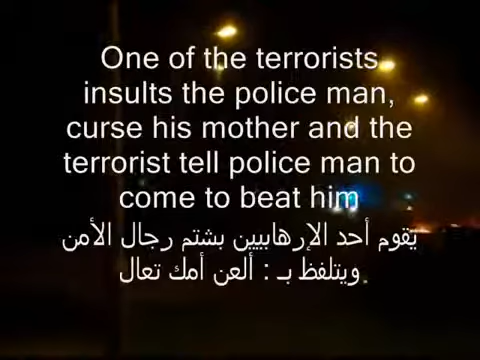 One of the terrorists
insults the police man,
curse his mother and the
terrorist tell police man to
come to beat him
يقوم أحد الإرهابيين بشتم رجال الأمن
ويتلفظ بـ : ألعن أمك تعال .